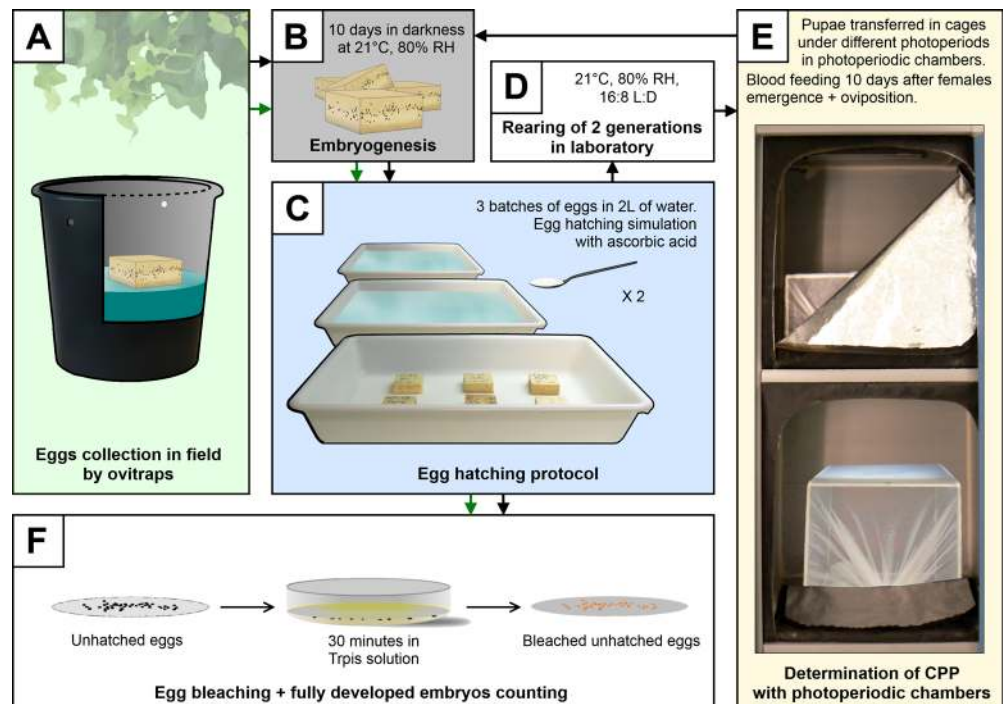 A
Eggs collection in field
by ovitraps
B
10 days in darkness
at 21°C, 80% RH
Embryogenesis
C
3 batches of eggs in 2L of water.
Egg hatching simulation
with ascorbic acid
X 2
Egg hatching protocol
D
21°C, 80% RH,
16:8 L:D
Rearing of 2 generations
in laboratory
E
Pupae transferred in cages
under different photoperiods
in photoperiodic chambers.
Blood feeding 10 days after females
emergence + oviposition.
Determination of CPP
with photoperiodic chambers
F
Unhatched eggs
30 minutes in
Trpis solution
Bleached unhatched eggs
Egg bleaching + fully developed embryos counting